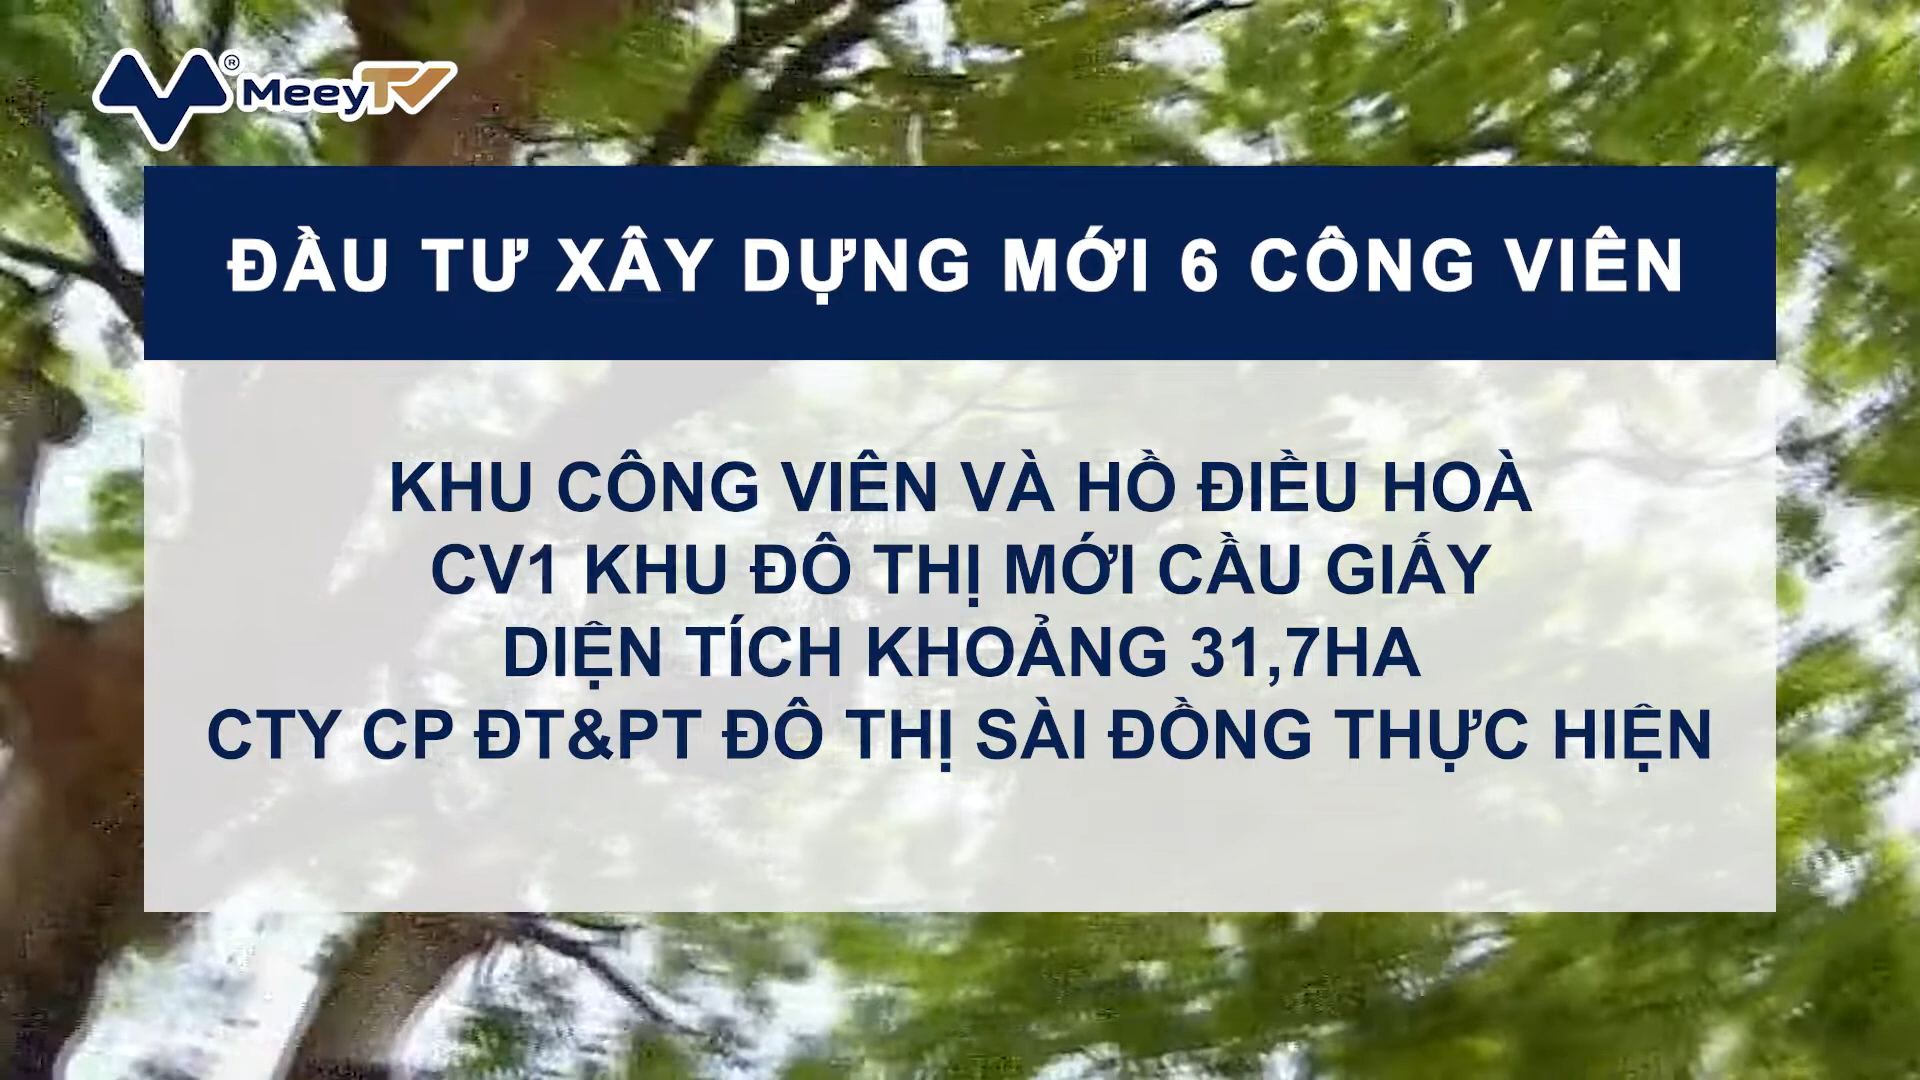 MeeyTV
ĐẦU TƯ XÂY DỰNG MỚI 6 CÔNG VIÊN
KHU CÔNG VIÊN VÀ HỒ ĐIỀU HOÀ
CV1 KHU ĐÔ THỊ MỚI CẦU GIẤY
DIỆN TÍCH KHOẢNG 31,7HA
CTY CP ĐT&PT ĐÔ THỊ SÀI ĐỒNG THỰC HIỆN